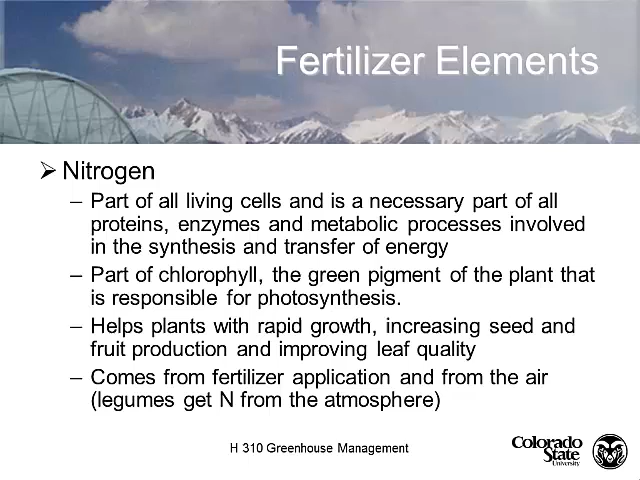 Fertilizer Elements
➢ Nitrogen
– Part of all living cells and is a necessary part of all
proteins, enzymes and metabolic processes involved
in the synthesis and transfer of energy
– Part of chlorophyll, the green pigment of the plant that
is responsible for photosynthesis.
– Helps plants with rapid growth, increasing seed and
fruit production and improving leaf quality
– Comes from fertilizer application and from the air
(legumes get N from the atmosphere)
H 310 Greenhouse Management
Colorado
State
University